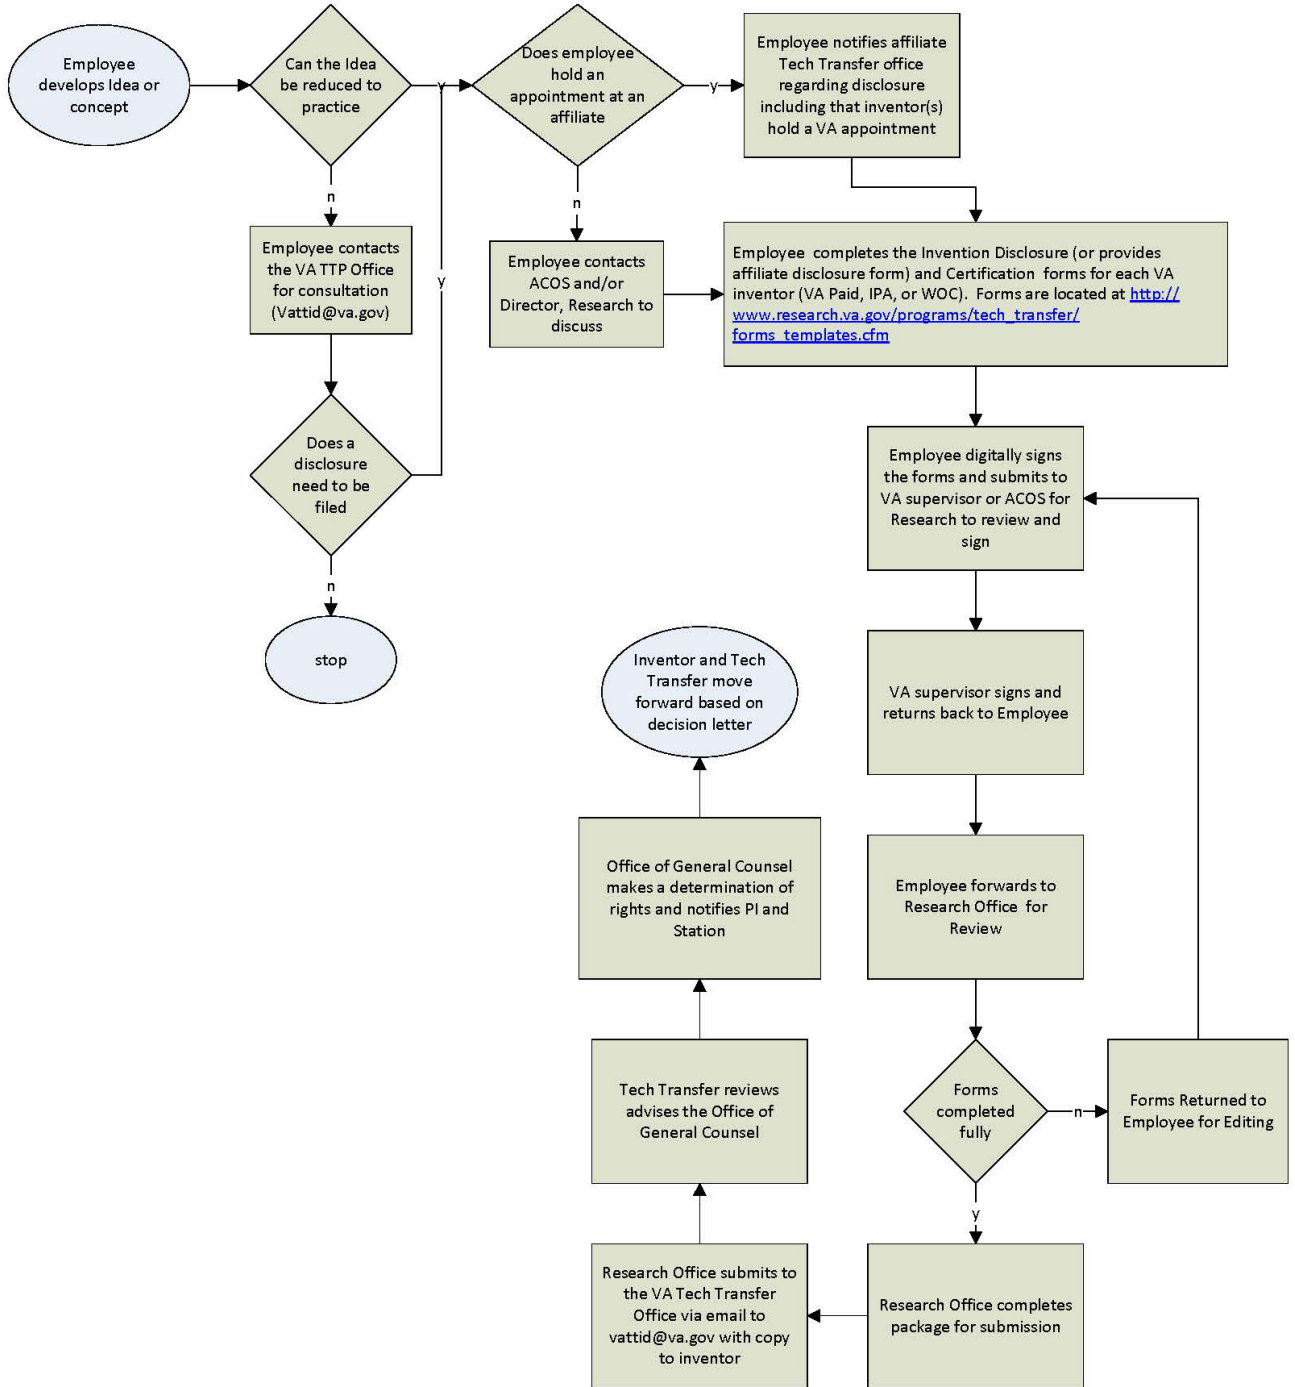 Employee
develops Idea or
concept
Can the Idea
be reduced to
practice
y
Does employee
hold an
appointment at an
affiliate
y
Employee notifies affiliate
Tech Transfer office
regarding disclosure
including that inventor(s)
hold a VA appointment
n
n
Employee contacts
the VA TTP Office
for consultation
(Vattid@va.gov)
y
Employee contacts
ACOS and/or
Director, Research to
discuss
Employee  completes the Invention Disclosure (or provides
affiliate disclosure form) and Certification  forms for each VA
inventor (VA Paid, IPA, or WOC).  Forms are located at http://
www.research.va.gov/programs/tech_transfer/
forms_templates.cfm
Does a
disclosure
need to be
filed
n
stop
Employee digitally signs
the forms and submits to
VA supervisor or ACOS for
Research to review and
sign
VA supervisor signs and
returns back to Employee
Employee forwards to
Research Office  for
Review
Forms
completed
fully
n
Forms Returned to
Employee for Editing
y
Research Office completes
package for submission
Research Office submits to
the VA Tech Transfer
Office via email to
vattid@va.gov with copy
to inventor
Tech Transfer reviews
advises the Office of
General Counsel
Office of General Counsel
makes a determination of
rights and notifies PI and
Station
Inventor and Tech
Transfer move
forward based on
decision letter